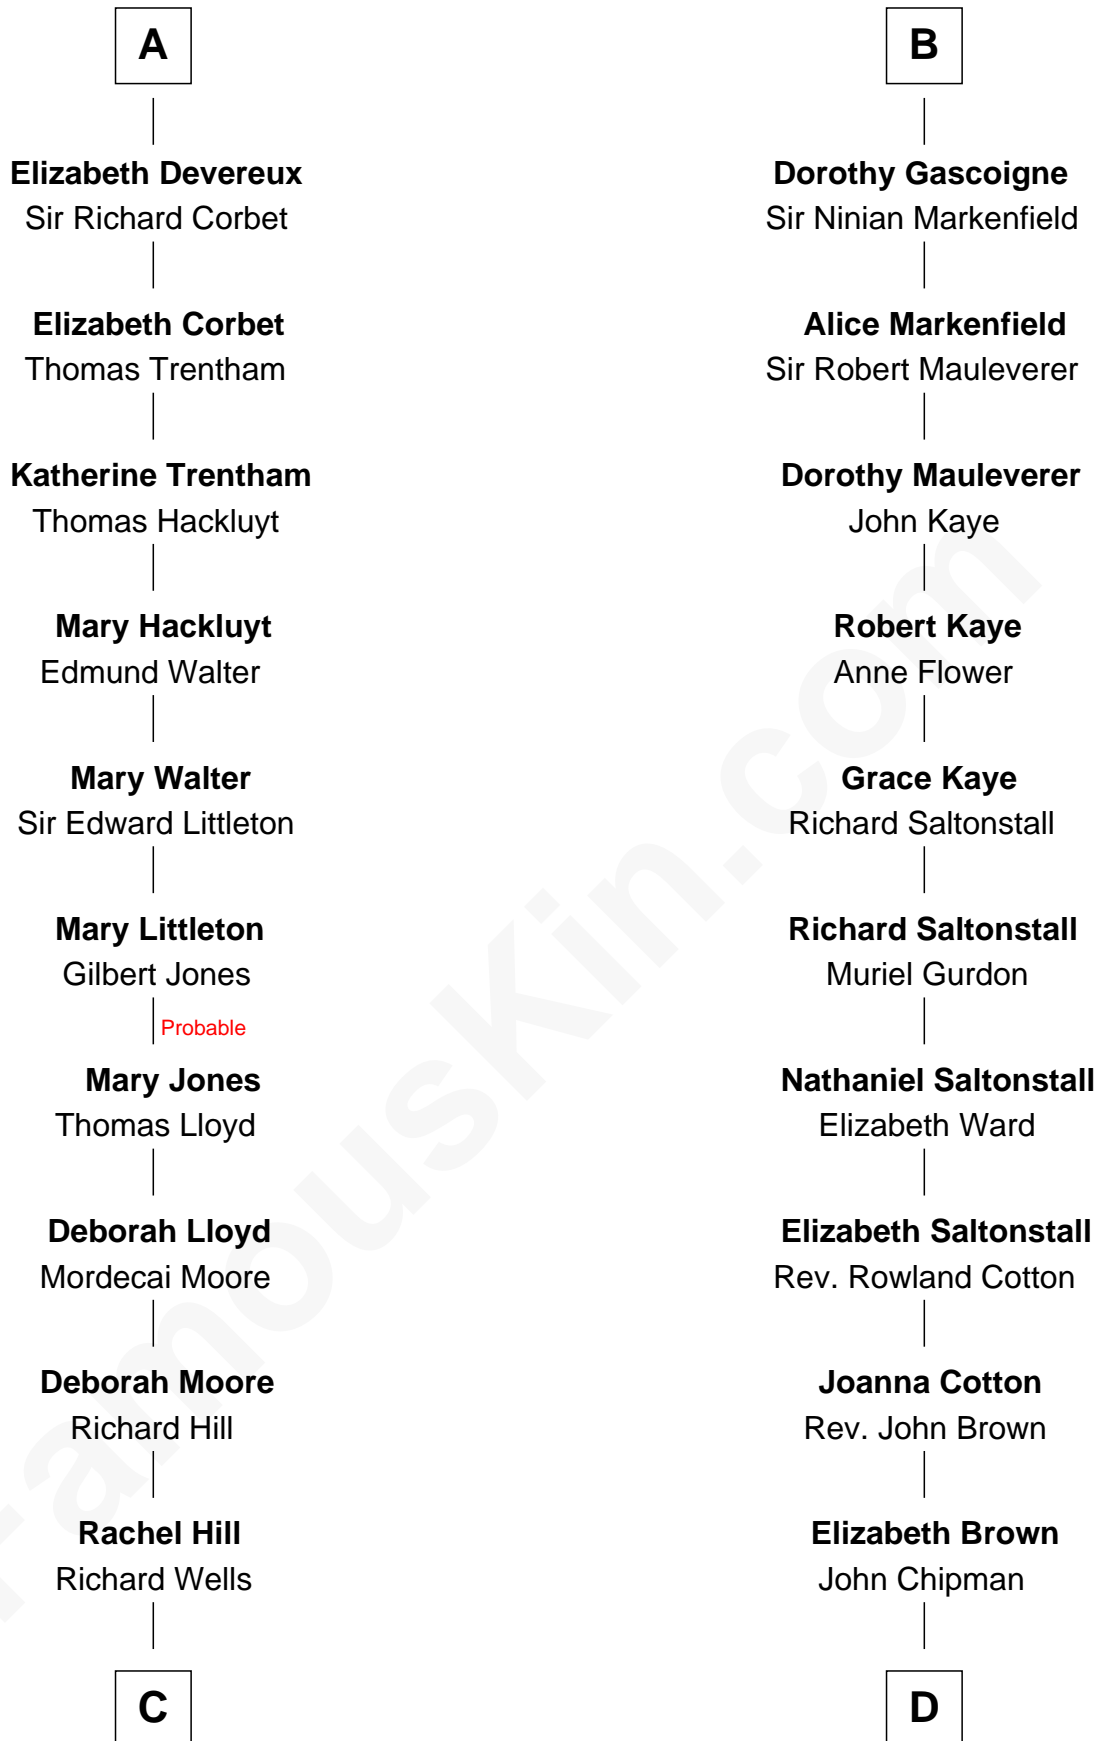 A
Elizabeth Devereux
Sir Richard Corbet
Elizabeth Corbet
Thomas Trentham
Katherine Trentham
Thomas Hackluyt
Mary Hackluyt
Edmund Walter
Mary Walter
Sir Edward Littleton
Mary Littleton
Gilbert Jones
Probable
Mary Jones
Thomas Lloyd
Deborah Lloyd
Mordecai Moore
Deborah Moore
Richard Hill
Rachel Hill
Richard Wells
C
B
Dorothy Gascoigne
Sir Ninian Markenfield
Alice Markenfield
Sir Robert Mauleverer
Dorothy Mauleverer
John Kaye
Robert Kaye
Anne Flower
Grace Kaye
Richard Saltonstall
Richard Saltonstall
Muriel Gurdon
Nathaniel Saltonstall
Elizabeth Ward
Elizabeth Saltonstall
Rev. Rowland Cotton
Joanna Cotton
Rev. John Brown
Elizabeth Brown
John Chipman
D
FamousKin.com